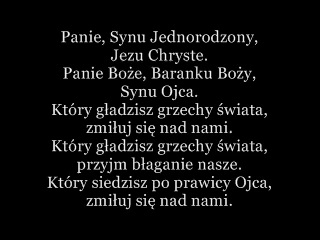 Panie, Synu Jednorodzony,
Jezu Chryste.
Panie Boże, Baranku Boży,
Synu Ojca.
Który gładzisz grzechy świata,
zmiłuj się nad nami.
Który gładzisz grzechy świata,
przyjm błaganie nasze.
Który siedzisz po prawicy Ojca,
zmiłuj się nad nami.